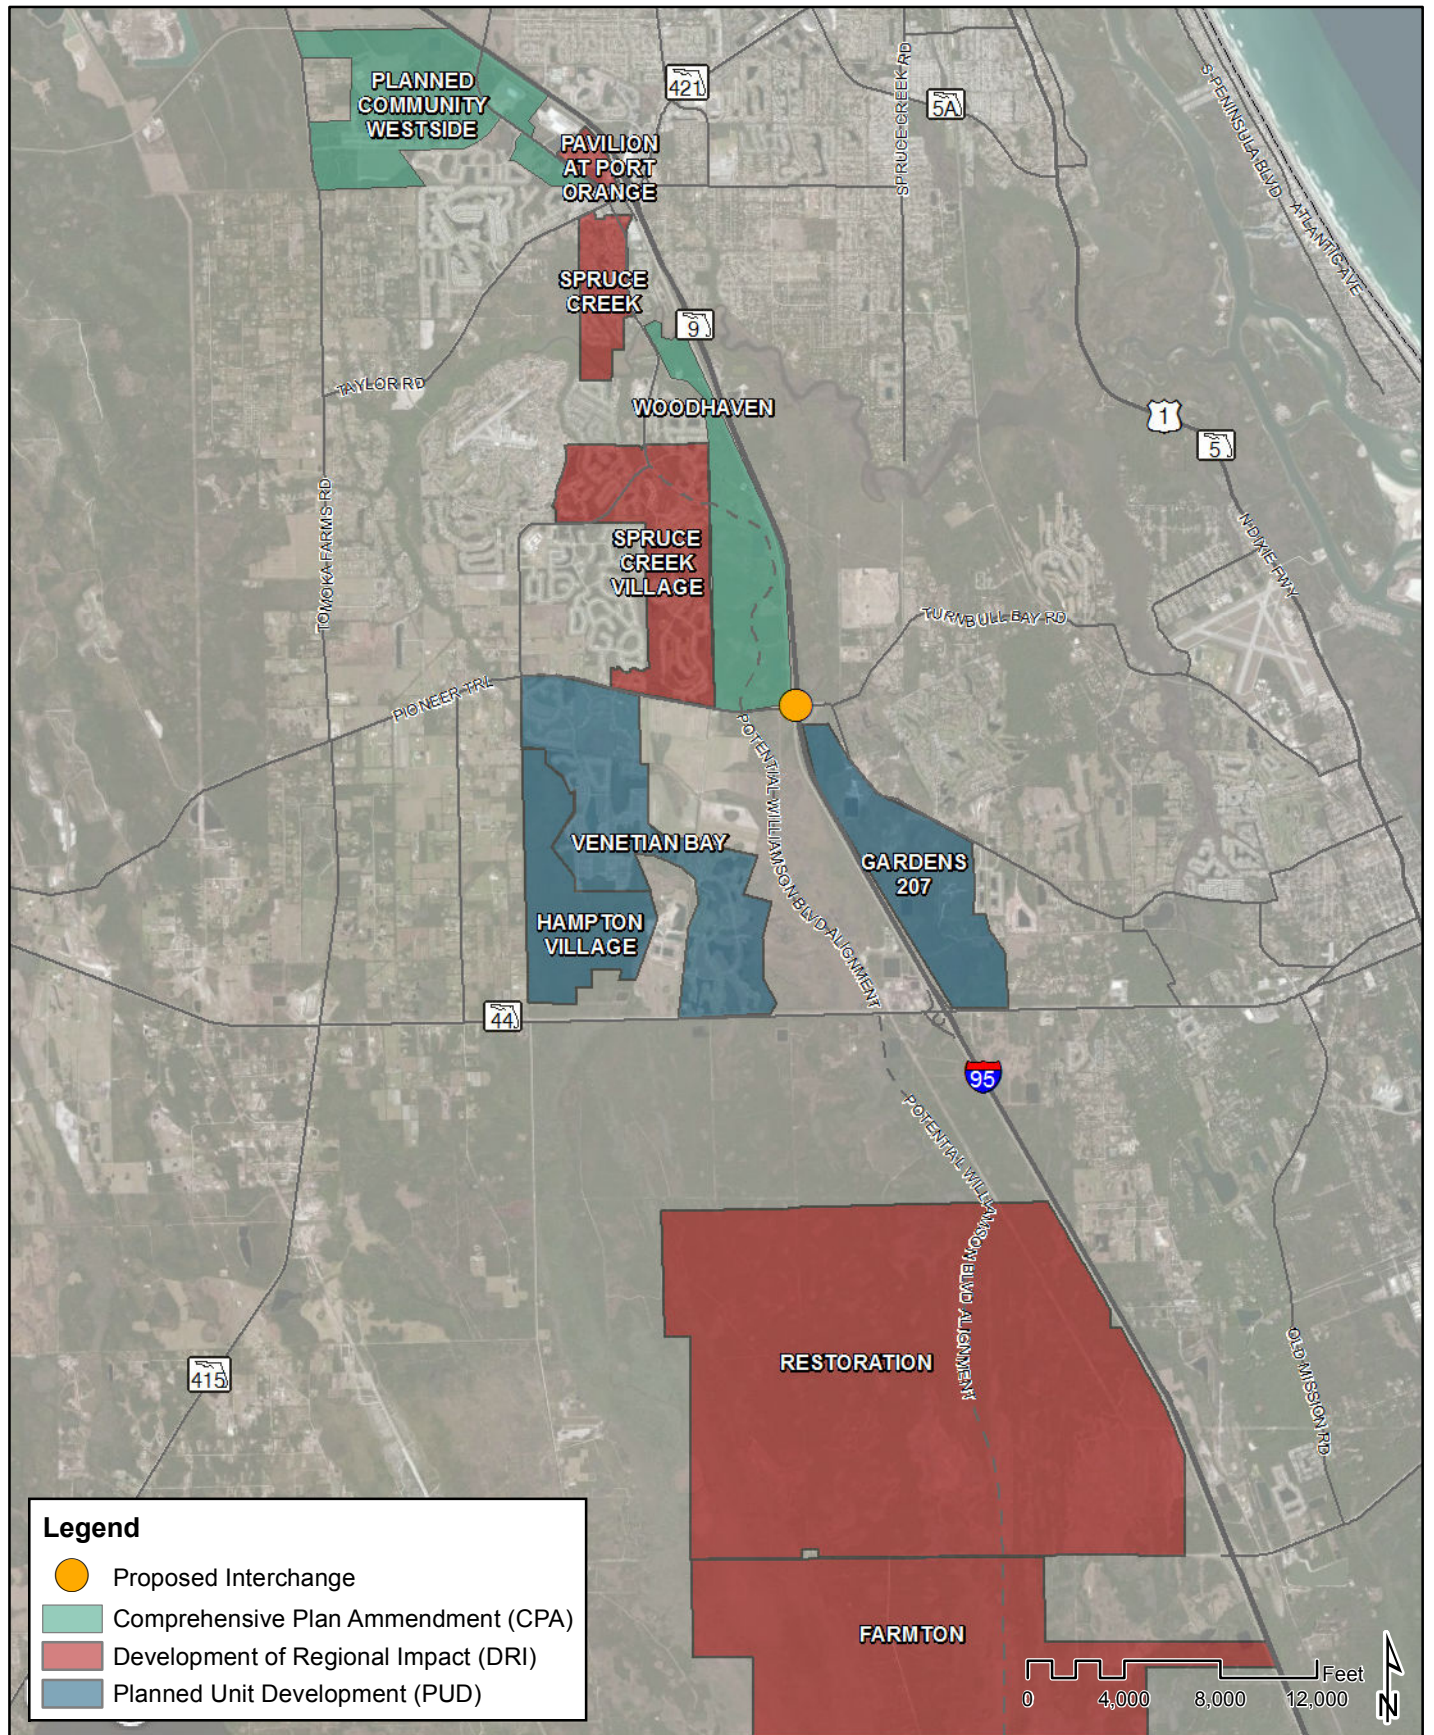 PLANNED
COMMUNITY
WESTSIDE
421
SPRUCE CREEK RD
5A
S PENINSULA BLVD
ATLANTIC AVE
PAVILION
AT PORT
ORANGE
SPRUCE
CREEK
9
TAYLOR RD
WOODHAVEN
1
5
TOMOKA FARMS RD
SPRUCE
CREEK
VILLAGE
N DIXIE FWY
TURNBULL BAY RD
PIONEER TRL
POTENTIAL WILLIAMSON BLVD ALIGNMENT
VENETIAN BAY
GARDENS
207
HAMPTON
VILLAGE
44
95
POTENTIAL WILLIAMSON BLVD ALIGNMENT
RESTORATION
415
OLD MISSION RD
FARMTON
Legend
Proposed Interchange
Comprehensive Plan Ammendment (CPA)
Development of Regional Impact (DRI)
Planned Unit Development (PUD)
Feet
0 4,000 8,000 12,000
N